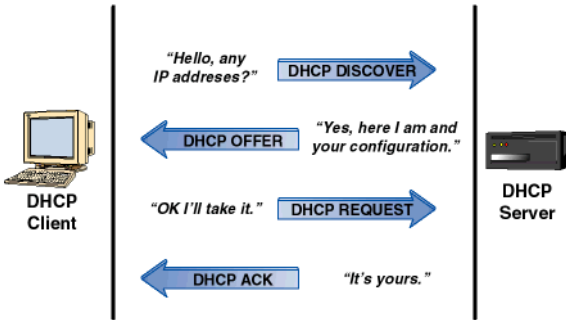 “Hello, any
IP addreses?”
DHCP DISCOVER
DHCP OFFER
“Yes, here I am and
your configuration.”
DHCP
Client
DHCP
Server
“OK I’ll take it.”
DHCP REQUEST
DHCP ACK
“It’s yours.”